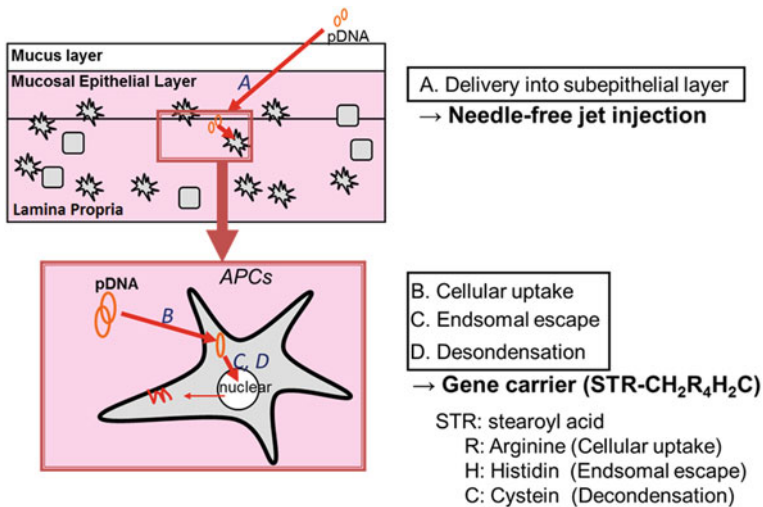 pDNA
Mucus layer
Mucosal Epithelial Layer
A
Lamina Propria
A. Delivery into subepithelial layer
→ Needle-free jet injection
APCs
pDNA
B
C, D
nuclear
B. Cellular uptake
C. Endsomal escape
D. Desondensation
→ Gene carrier (STR-CH₂R₄H₂C)
STR: stearoyl acid
R: Arginine (Cellular uptake)
H: Histidin (Endsomal escape)
C: Cystein (Decondensation)